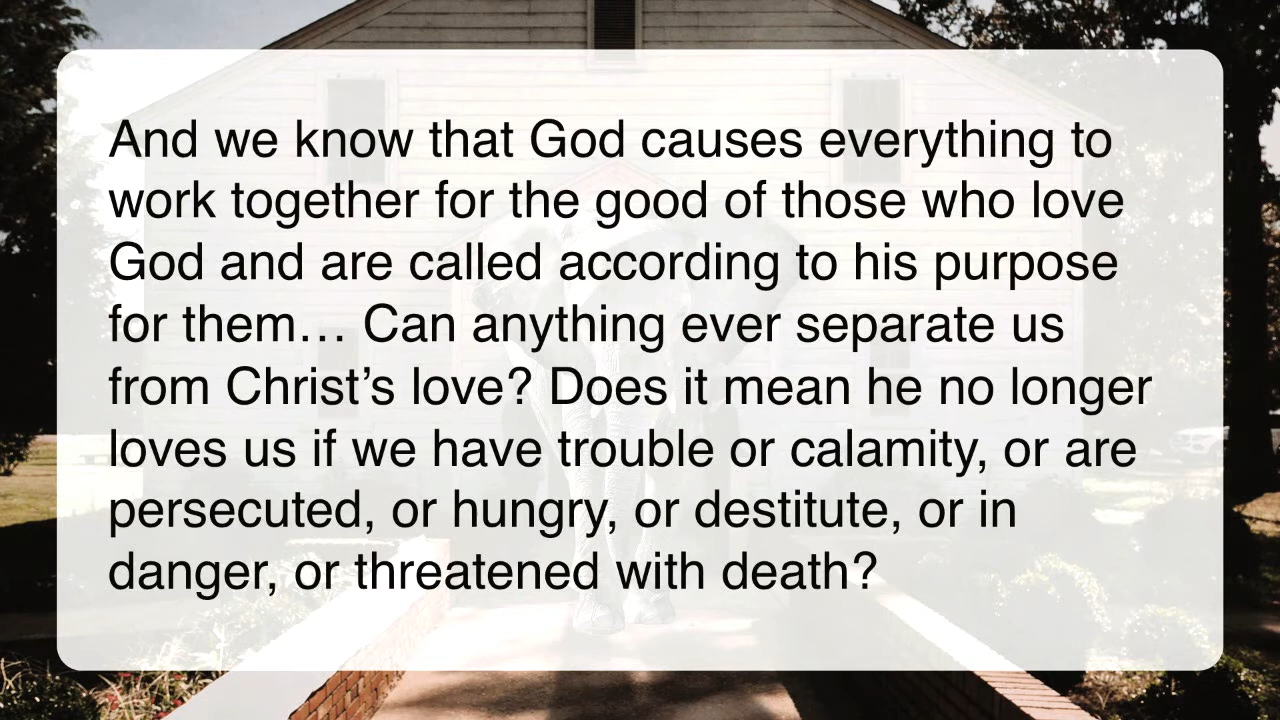 And we know that God causes everything to
work together for the good of those who love
God and are called according to his purpose
for them… Can anything ever separate us
from Christ’s love? Does it mean he no longer
loves us if we have trouble or calamity, or are
persecuted, or hungry, or destitute, or in
danger, or threatened with death?